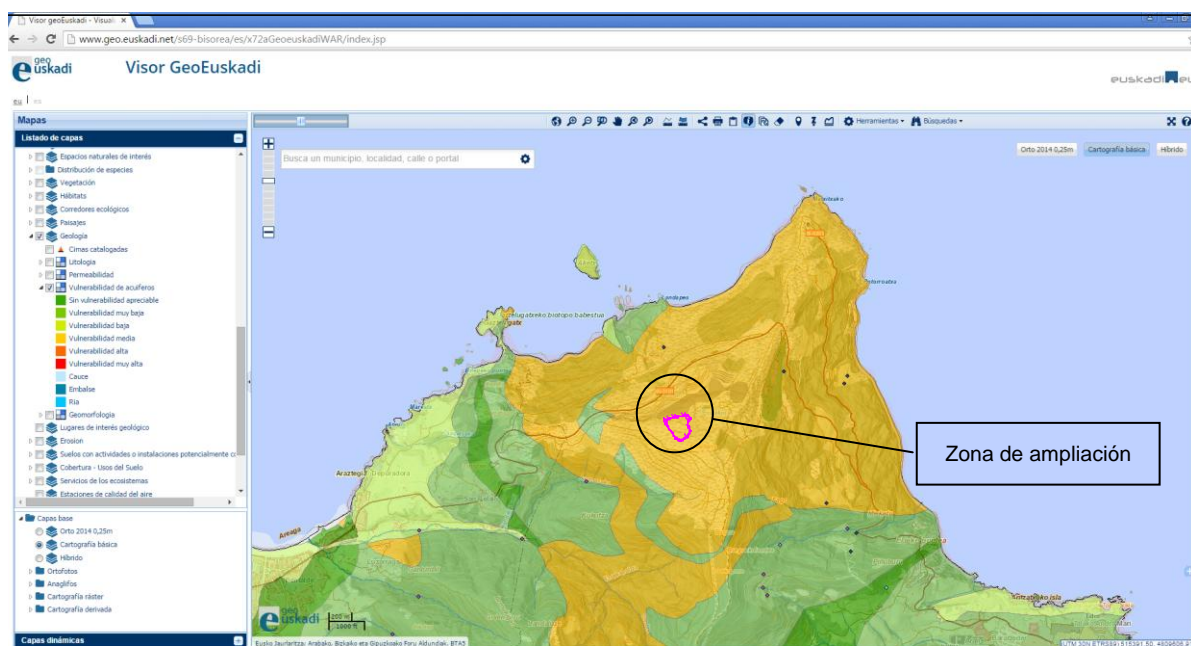 Visor geoEuskadi - Visual
www.geo.euskadi.net/s69-bisorea/es/x72aGeoeuskadiWAR/index.jsp
geo
euskadi
Visor GeoEuskadi
eu | es
Mapas
Listado de capas
Espacios naturales de interés
Distribución de especies
Vegetación
Hábitats
Corredores ecológicos
Paisajes
Geología
Cimas catalogadas
Litología
Permeabilidad
Vulnerabilidad de acuíferos
Sin vulnerabilidad apreciable
Vulnerabilidad muy baja
Vulnerabilidad baja
Vulnerabilidad media
Vulnerabilidad alta
Vulnerabilidad muy alta
Cauce
Embalse
Ría
Geomorfología
Lugares de interés geológico
Erosion
Suelos con actividades o instalaciones potencialmente
Cobertura - Usos del Suelo
Servicios de los ecosistemas
Estaciones de calidad del aire
Capas base
Orto 2014 0,25m
Cartografía básica
Híbrido
Ortofotos
Anaglifos
Cartografía ráster
Cartografía derivada
Capas dinámicas
Herramientas
Búsquedas
Busca un municipio, localidad, calle o portal
Orto 2014 0,25m
Cartografía básica
Híbrido
Zona de ampliación
geo
euskadi
200 m
1000 ft
Eusko Jaurlaritza; Arabako, Bizkaiko eta Gipuzkoako Foru Aldundiak, BTA5